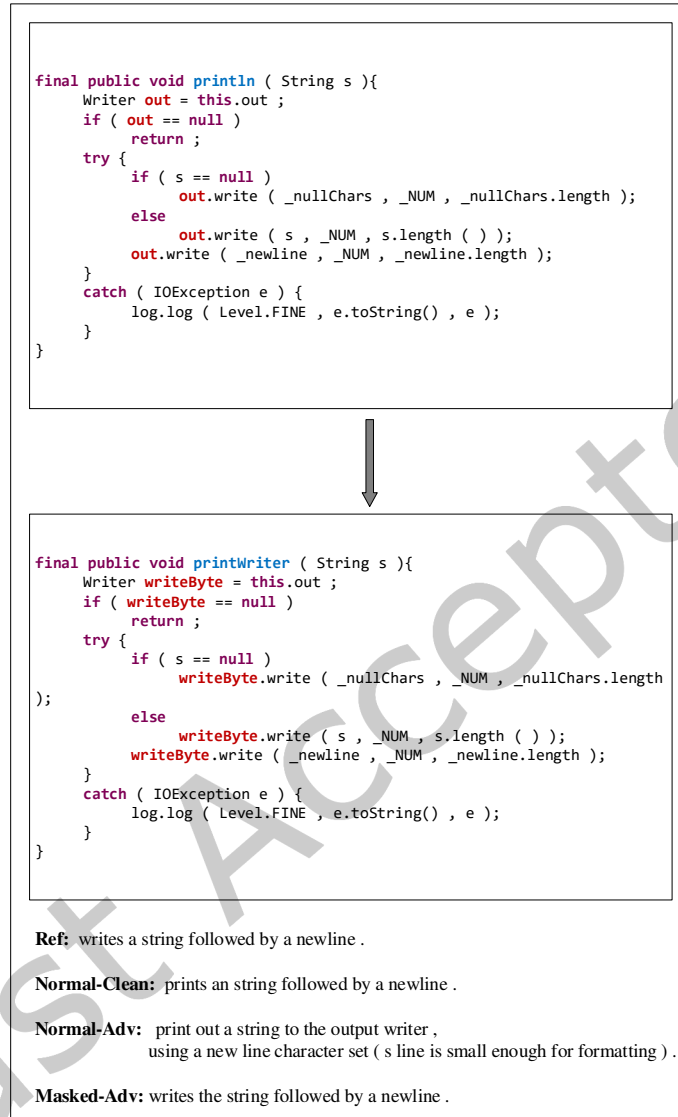 final public void println ( String s ){
Writer out = this.out ;
if ( out == null )
return ;
try {
if ( s == null )
out.write ( _nullChars , _NUM , _nullChars.length );
else
out.write ( s , _NUM , s.length ( ) );
out.write ( _newline , _NUM , _newline.length );
}
catch ( IOException e ) {
log.log ( Level.FINE , e.toString() , e );
}
}
final public void printWriter ( String s ){
Writer writeByte = this.out ;
if ( writeByte == null )
return ;
try {
if ( s == null )
writeByte.write ( _nullChars , _NUM , _nullChars.length
);
else
writeByte.write ( s , _NUM , s.length ( ) );
writeByte.write ( _newline , _NUM , _newline.length );
}
catch ( IOException e ) {
log.log ( Level.FINE , e.toString() , e );
}
}
Ref: writes a string followed by a newline .
Normal-Clean: prints an string followed by a newline .
Normal-Adv: print out a string to the output writer ,
using a new line character set ( s line is small enough for formatting ) .
Masked-Adv: writes the string followed by a newline .